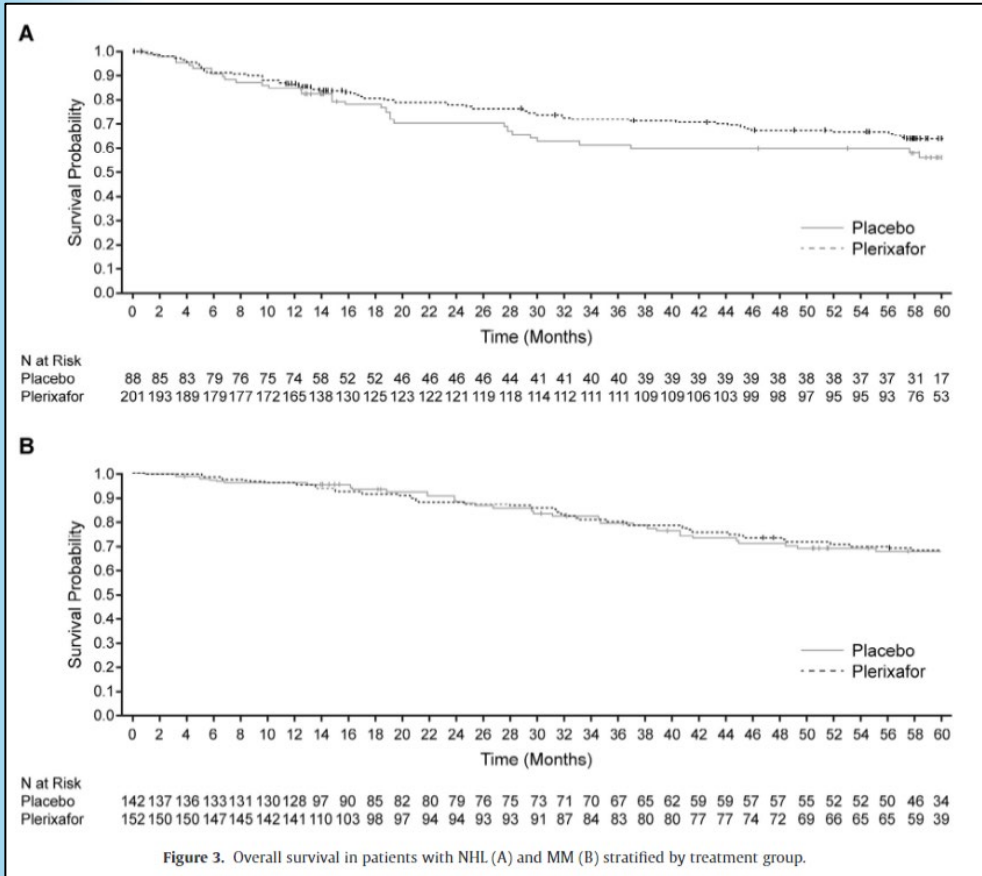 A
1.0
0.9
0.8
0.7
0.6
0.5
0.4
0.3
0.2
0.1
0.0
Survival Probability
Placebo
Plerixafor
0 2 4 6 8 10 12 14 16 18 20 22 24 26 28 30 32 34 36 38 40 42 44 46 48 50 52 54 56 58 60
Time (Months)
N at Risk
Placebo 88 85 83 79 76 75 74 58 52 52 46 46 46 46 44 41 41 40 40 39 39 39 39 39 38 38 38 37 37 31 17
Plerixafor 201 193 189 179 177 172 165 138 130 125 123 122 121 119 118 114 112 111 111 109 109 106 103 99 98 97 95 95 93 76 53
B
1.0
0.9
0.8
0.7
0.6
0.5
0.4
0.3
0.2
0.1
0.0
Survival Probability
Placebo
Plerixafor
0 2 4 6 8 10 12 14 16 18 20 22 24 26 28 30 32 34 36 38 40 42 44 46 48 50 52 54 56 58 60
Time (Months)
N at Risk
Placebo 142 137 136 133 131 130 128 97 90 85 82 80 79 76 75 73 71 70 67 65 62 59 59 57 57 55 52 52 50 46 34
Plerixafor 152 150 150 147 145 142 141 110 103 98 97 94 94 93 93 91 87 84 83 80 80 77 77 74 72 69 66 65 65 59 39
Figure 3. Overall survival in patients with NHL (A) and MM (B) stratified by treatment group.